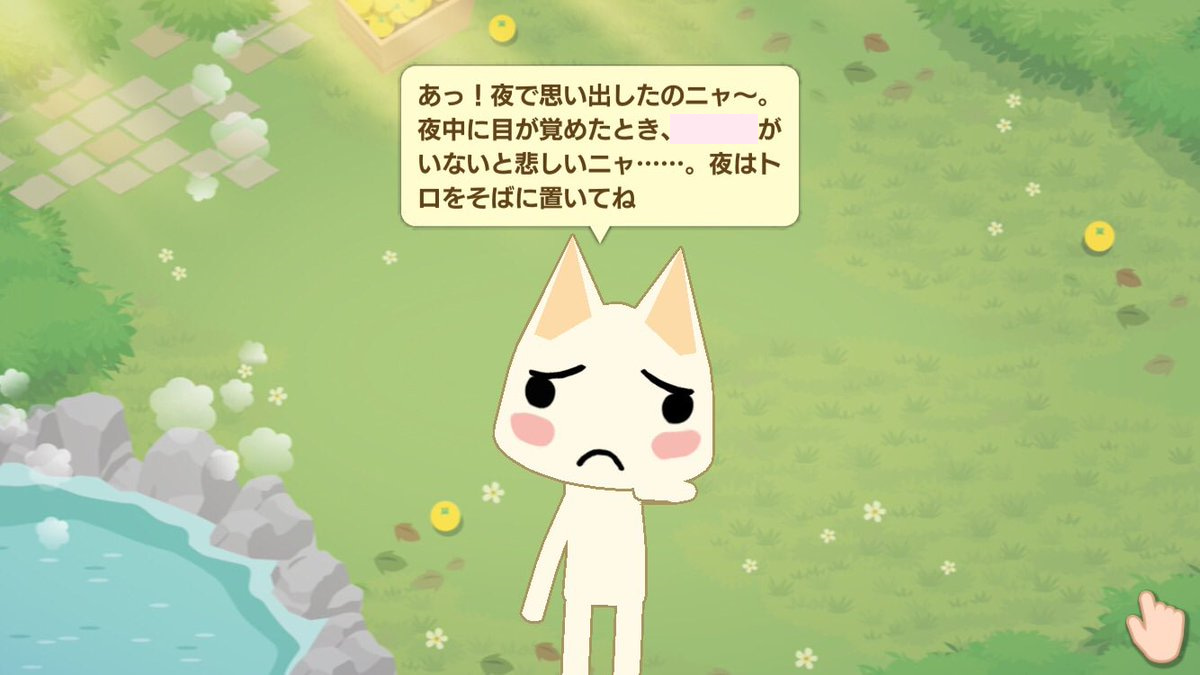 あっ！夜で思い出したのニャ～。
夜中に目が覚めたとき、が
いないと悲しいニャ……。夜はト
ロをそばに置いてね